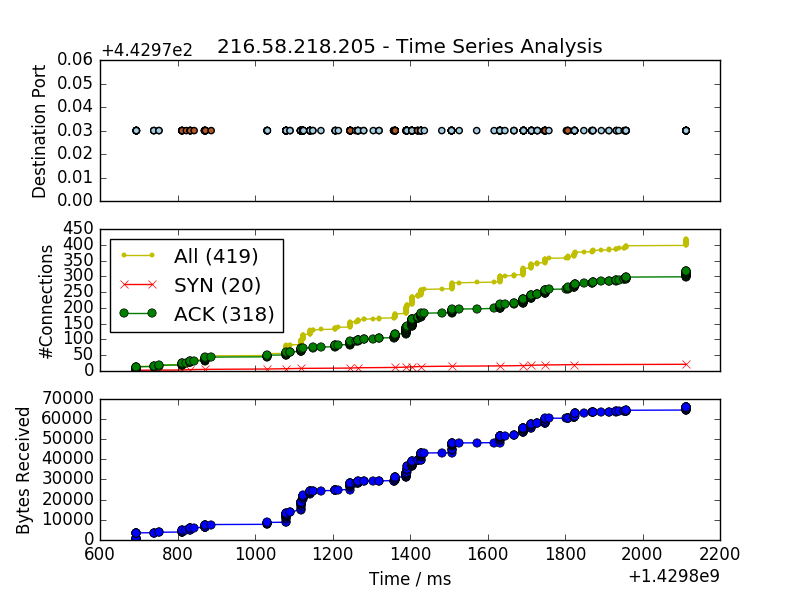 +4.4297e2
216.58.218.205 - Time Series Analysis
0.06
0.05
0.04
0.03
0.02
0.01
0.00
Destination Port
450
400
350
300
250
200
150
100
50
0
#Connections
All (419)
SYN (20)
ACK (318)
70000
60000
50000
40000
30000
20000
10000
0
Bytes Received
600 800 1000 1200 1400 1600 1800 2000 2200
Time / ms
+1.4298e9